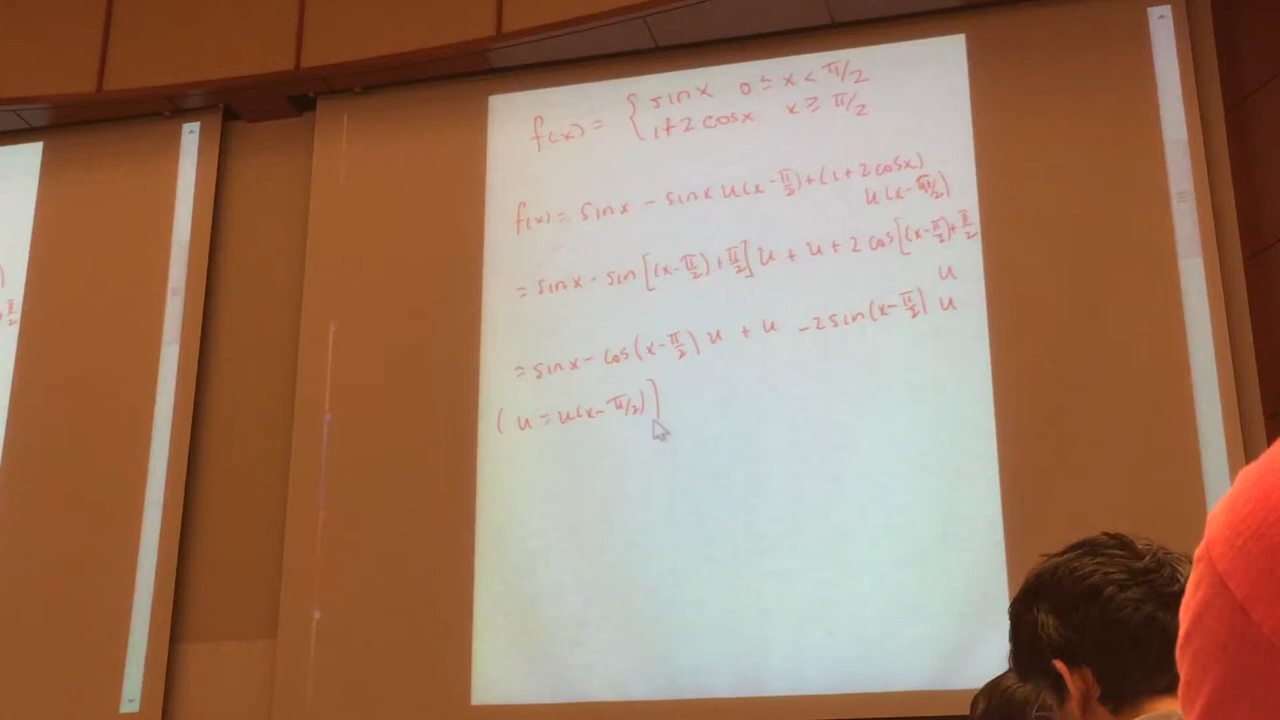 f(x) = { sin x 0 ≤ x < π/2
1+2 cos x x ≥ π/2
f(x) = sin x - sin x u(x - π/2) + (1 + 2 cos x)
u(x - π/2)
= sin x - sin [(x - π/2) + π/2] u + u + 2 cos [(x - π/2) + π/2
u
= sin x - cos (x - π/2) u + u - 2 sin (x - π/2) u
( u = u(x - π/2) )